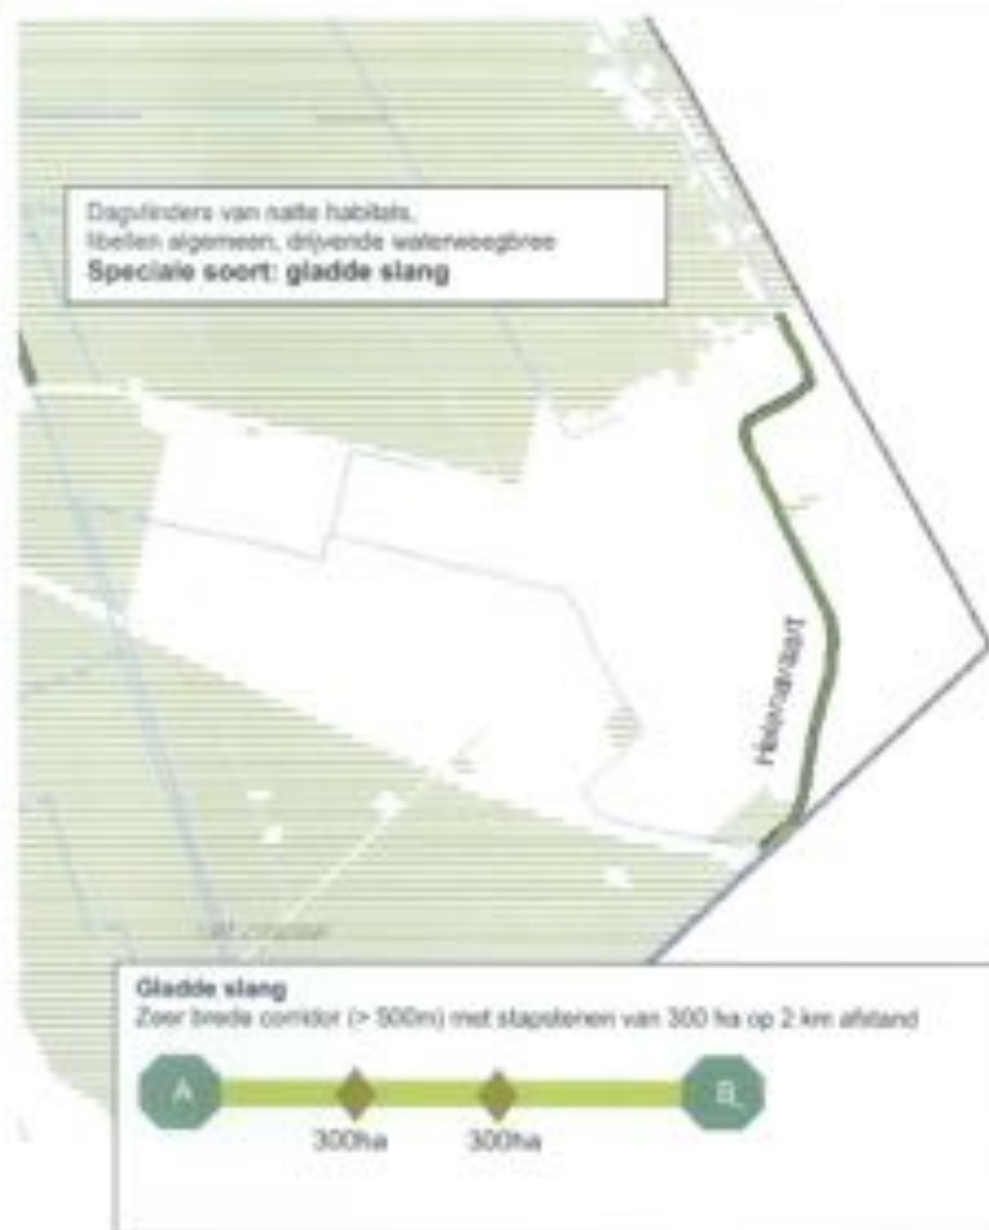 Dagvlinders van natte habitats,
libellen algemeen, drijvende waterweegbree
Speciale soort: gladde slang
Helenavaart
Gladde slang
Zeer brede corridor (> 500m) met stapstenen van 300 ha op 2 km afstand
A
B
300ha
300ha